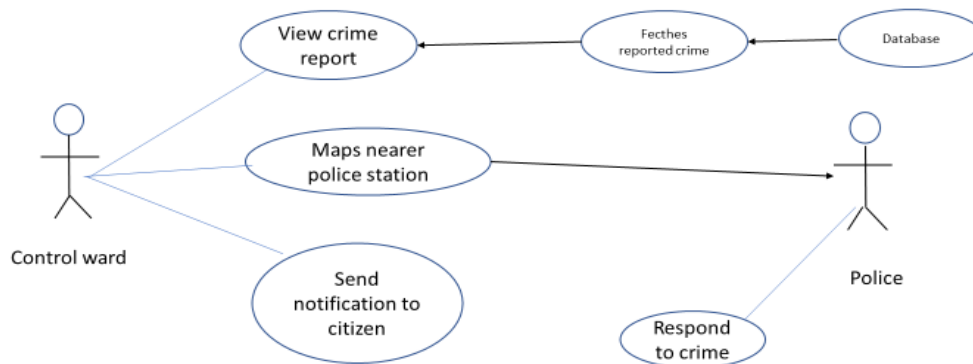 View crime
report
Fecthes
reported crime
Database
Maps nearer
police station
Control ward
Send
notification to
citizen
Police
Respond
to crime